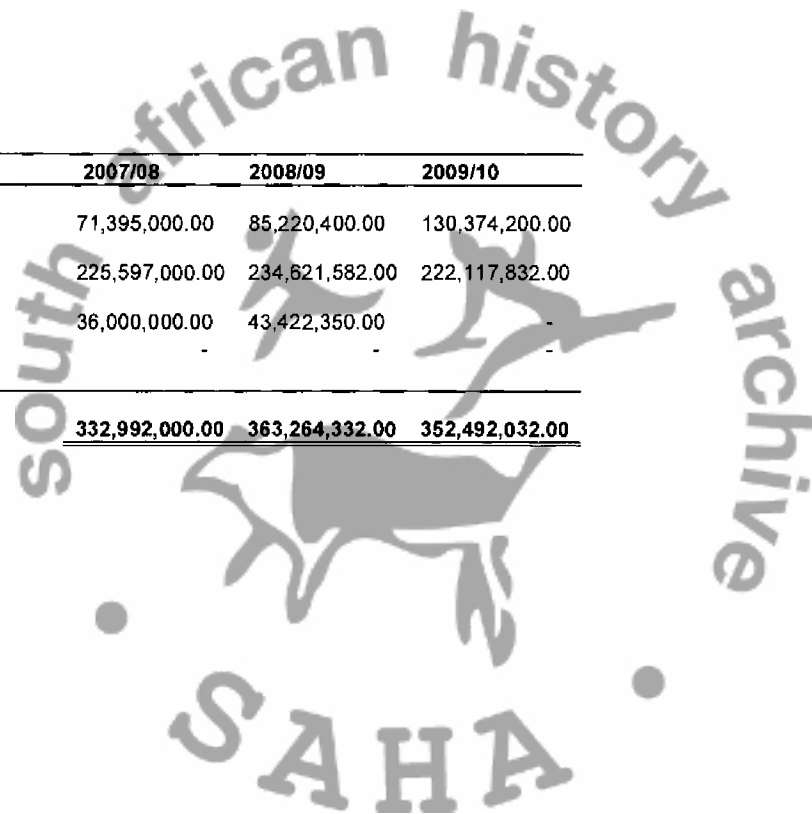 south african history archive
2007/08 2008/09 2009/10
71,395,000.00 85,220,400.00 130,374,200.00
225,597,000.00 234,621,582.00 222,117,832.00
36,000,000.00 43,422,350.00 -
- - -
332,992,000.00 363,264,332.00 352,492,032.00
• SAHA •